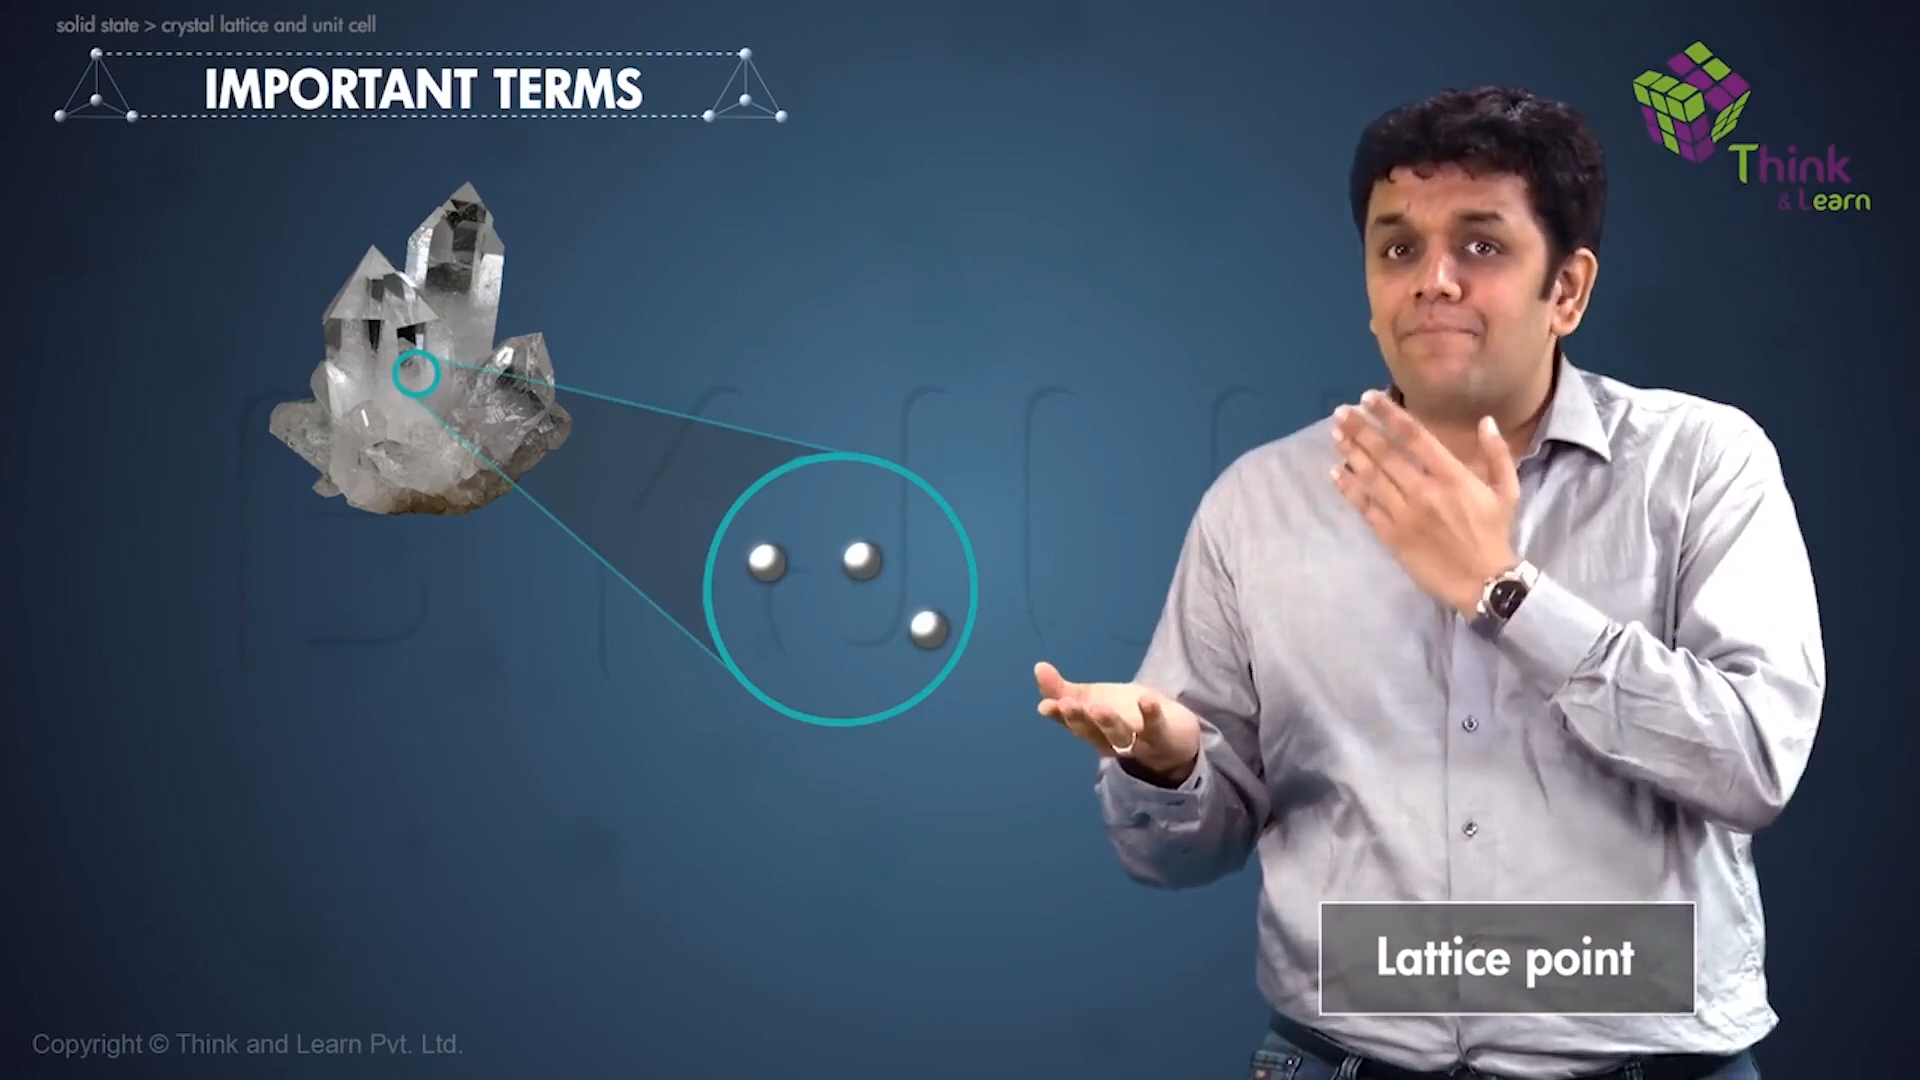 solid state > crystal lattice and unit cell
IMPORTANT TERMS
Think
& Learn
BYJU
Lattice point
Copyright © Think and Learn Pvt. Ltd.